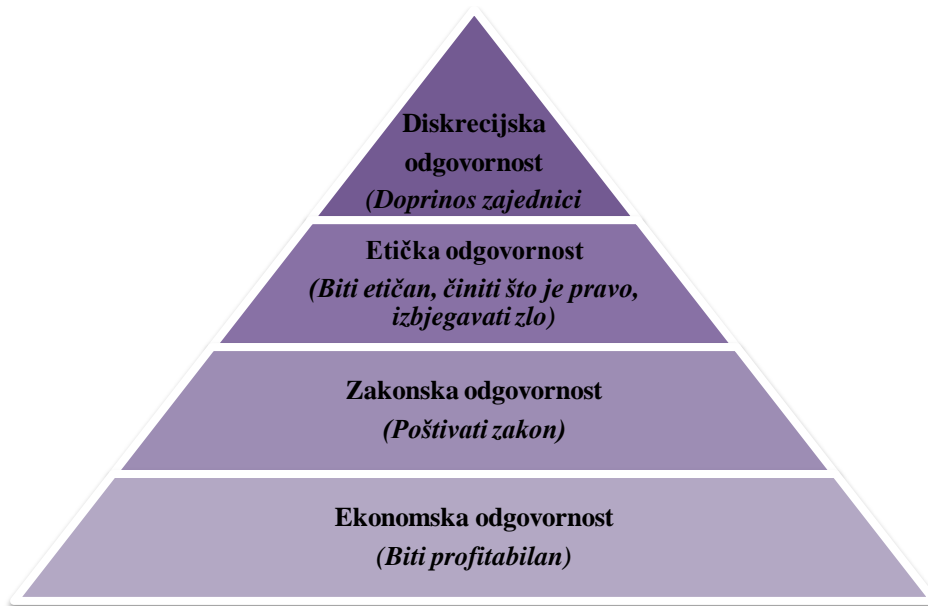 Diskrecijska
odgovornost
(Doprinos zajednici
Etička odgovornost
(Biti etičan, činiti što je pravo,
izbjegavati zlo)
Zakonska odgovornost
(Poštivati zakon)
Ekonomska odgovornost
(Biti profitabilan)